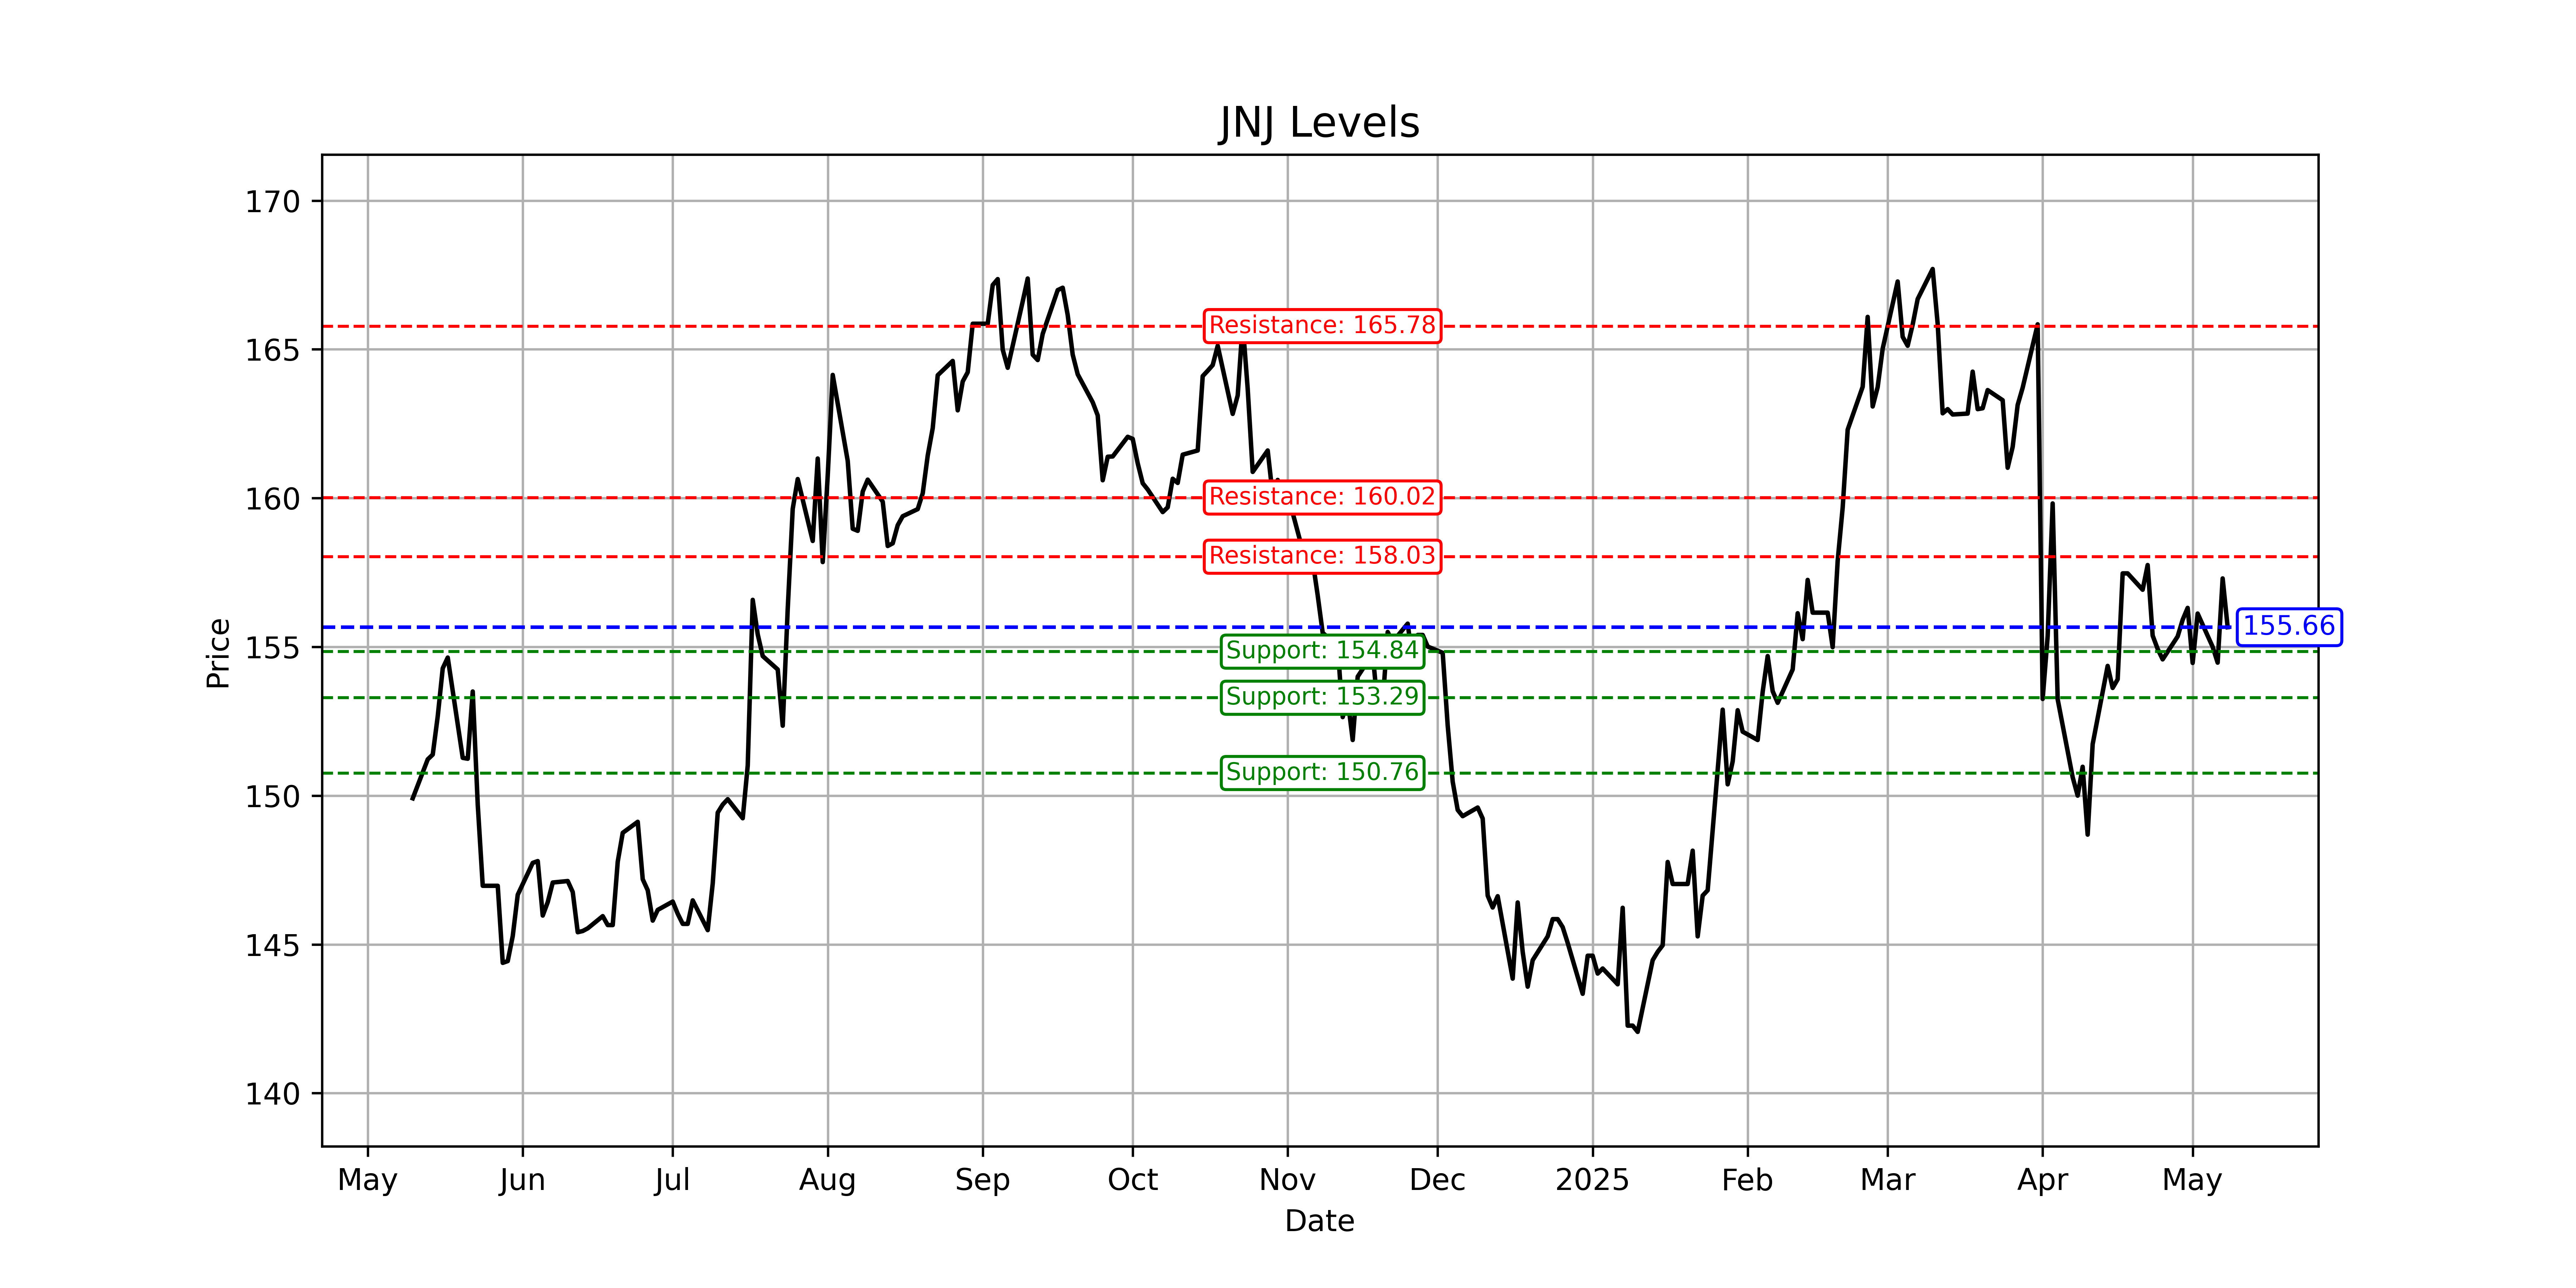 JNJ Levels
170
165
160
155
150
145
140
Price
Resistance: 165.78
Resistance: 160.02
Resistance: 158.03
155.66
Support: 154.84
Support: 153.29
Support: 150.76
May Jun Jul Aug Sep Oct Nov Dec 2025 Feb Mar Apr May
Date